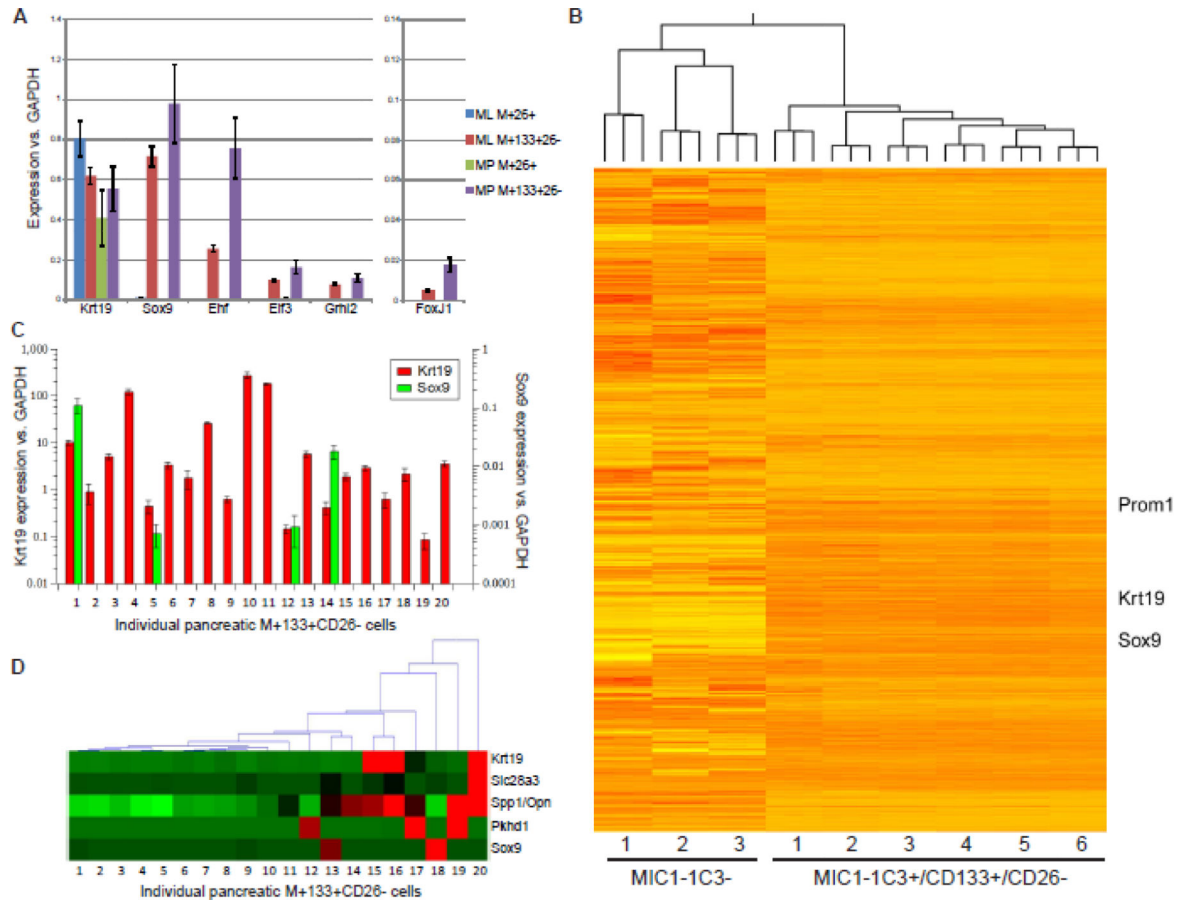 A
Expression vs. GAPDH
1.4
1.2
1
0.8
0.6
0.4
0.2
0
Krt19 Sox9 Ehf Elf3 Grhl2
0.14
0.12
0.1
0.08
0.06
0.04
0.02
0
FoxJ1
ML M+26+
ML M+133+26-
MP M+26+
MP M+133+26-
B
Prom1
Krt19
Sox9
1 2 3 1 2 3 4 5 6
MIC1-1C3- MIC1-1C3+/CD133+/CD26-
C
Krt19 expression vs. GAPDH
1,000
100
10
1
0.1
0.01
Krt19
Sox9
1
0.1
0.01
0.001
0.0001
Sox9 expression vs. GAPDH
1 2 3 4 5 6 7 8 9 10 11 12 13 14 15 16 17 18 19 20
Individual pancreatic M+133+CD26- cells
D
Krt19
Slc28a3
Spp1/Opn
Pkhd1
Sox9
1 2 3 4 5 6 7 8 9 10 11 12 13 14 15 16 17 18 19 20
Individual pancreatic M+133+CD26- cells